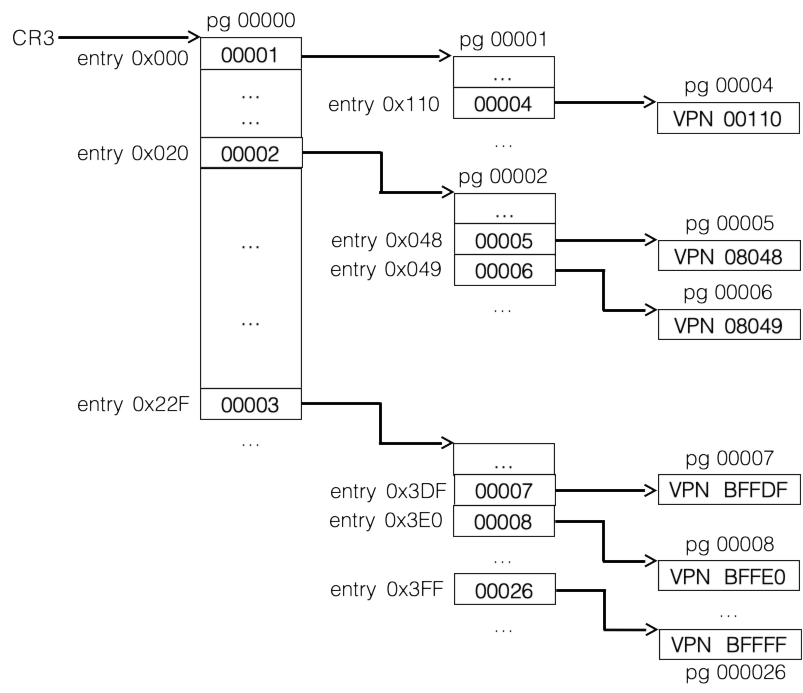 pg 00000
CR3
entry 0x000
00001
...
...
entry 0x020
00002
...
...
entry 0x22F
00003
...
pg 00001
...
entry 0x110
00004
...
pg 00004
VPN 00110
pg 00002
...
entry 0x048
00005
entry 0x049
00006
...
pg 00005
VPN 08048
pg 00006
VPN 08049
...
entry 0x3DF
00007
entry 0x3E0
00008
...
entry 0x3FF
00026
...
pg 00007
VPN BFFDF
pg 00008
VPN BFFE0
...
VPN BFFFF
pg 000026